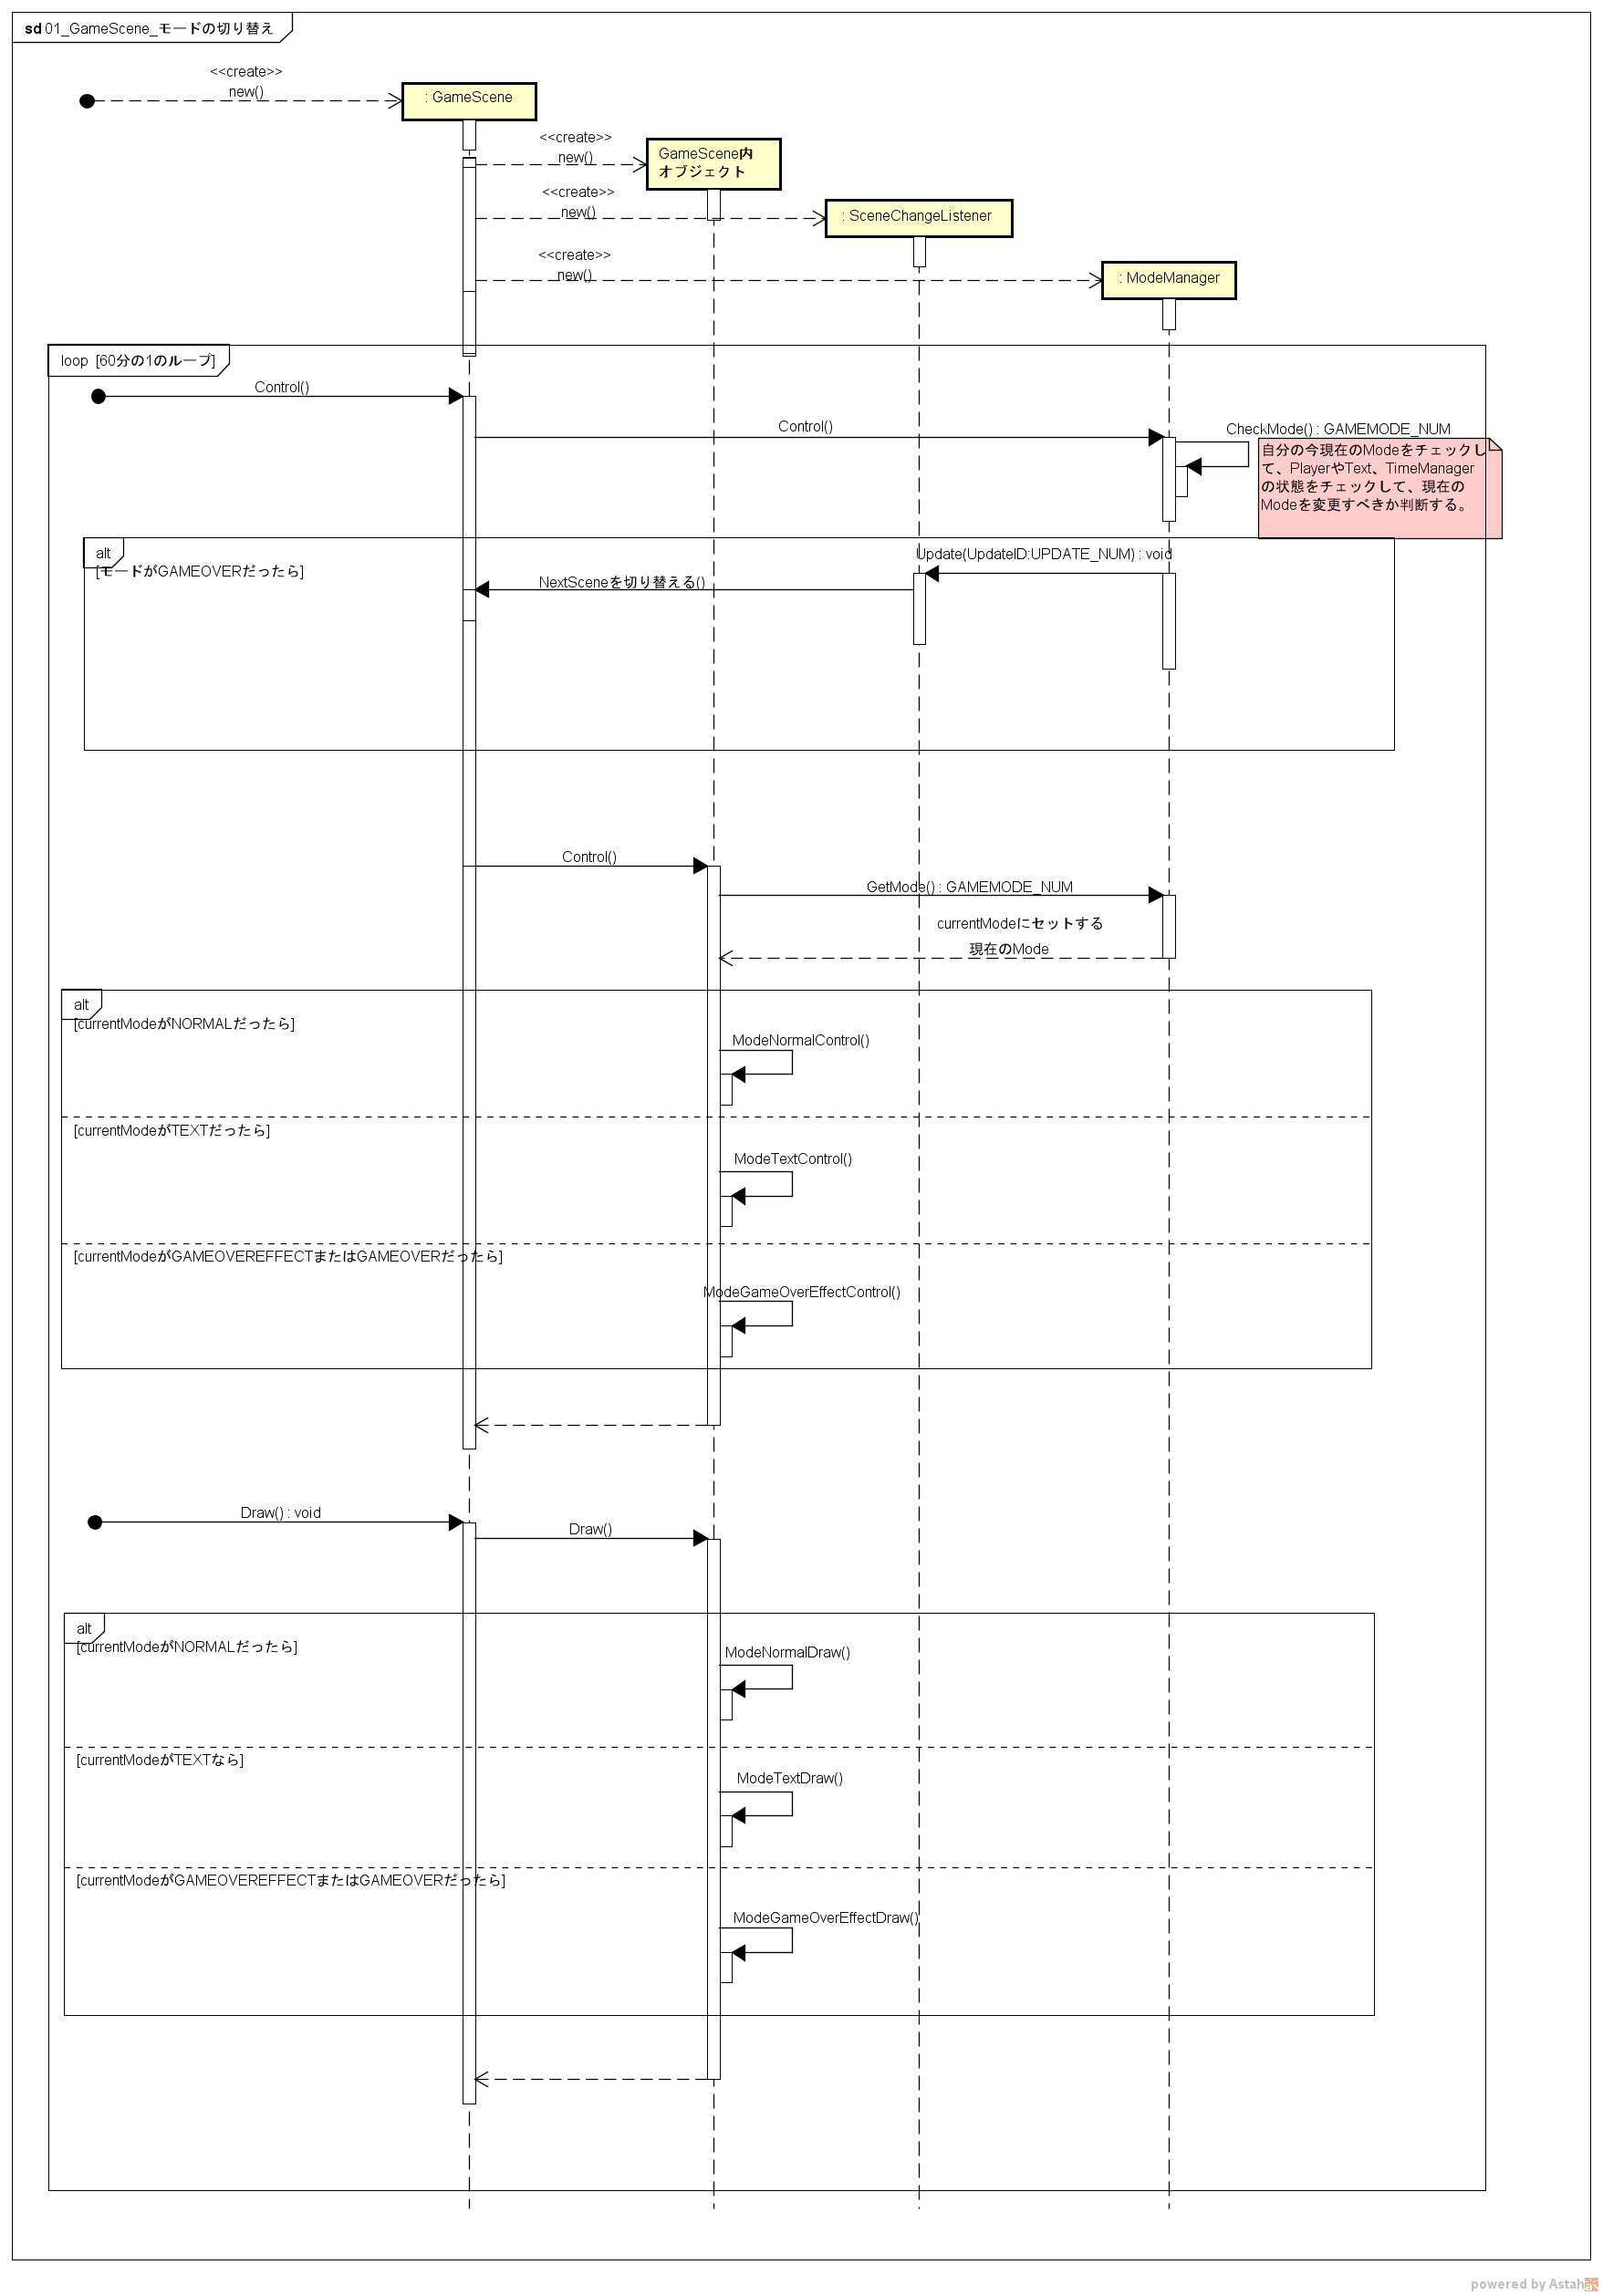 sd 01_GameScene_モードの切り替え
<<create>>
new()
: GameScene
<<create>>
new()
GameScene内
オブジェクト
<<create>>
new()
: SceneChangeListener
<<create>>
new()
: ModeManager
loop [60分の1のループ]
Control()
Control()
CheckMode() : GAMEMODE_NUM
自分の今現在のModeをチェックし
て、PlayerやText、TimeManager
の状態をチェックして、現在の
Modeを変更すべきか判断する。
alt
[モードがGAMEOVERだったら]
Update(UpdateID:UPDATE_NUM) : void
NextSceneを切り替える()
Control()
GetMode() : GAMEMODE_NUM
currentModeにセットする
現在のMode
alt
[currentModeがNORMALだったら]
ModeNormalControl()
[currentModeがTEXTだったら]
ModeTextControl()
[currentModeがGAMEOVEREFFECTまたはGAMEOVERだったら]
ModeGameOverEffectControl()
Draw() : void
Draw()
alt
[currentModeがNORMALだったら]
ModeNormalDraw()
[currentModeがTEXTなら]
ModeTextDraw()
[currentModeがGAMEOVEREFFECTまたはGAMEOVERだったら]
ModeGameOverEffectDraw()
powered by Astah